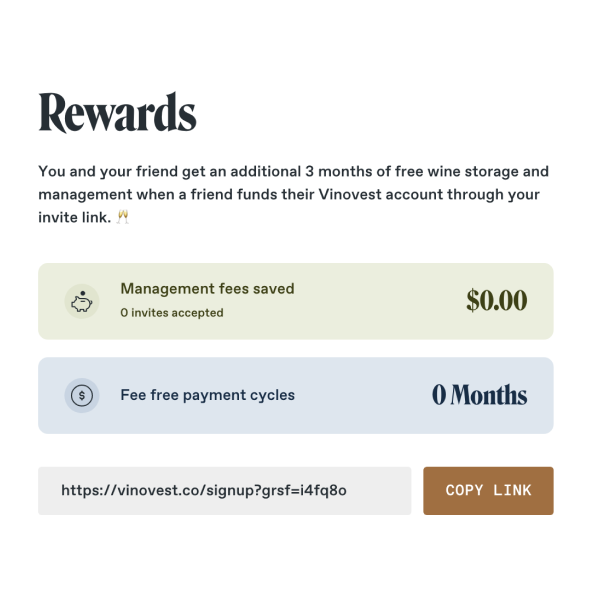 Rewards
You and your friend get an additional 3 months of free wine storage and
management when a friend funds their Vinovest account through your
invite link. 🥂
Management fees saved
$0.00
0 invites accepted
Fee free payment cycles
0 Months
https://vinovest.co/signup?grsf=i4fq8o
COPY LINK